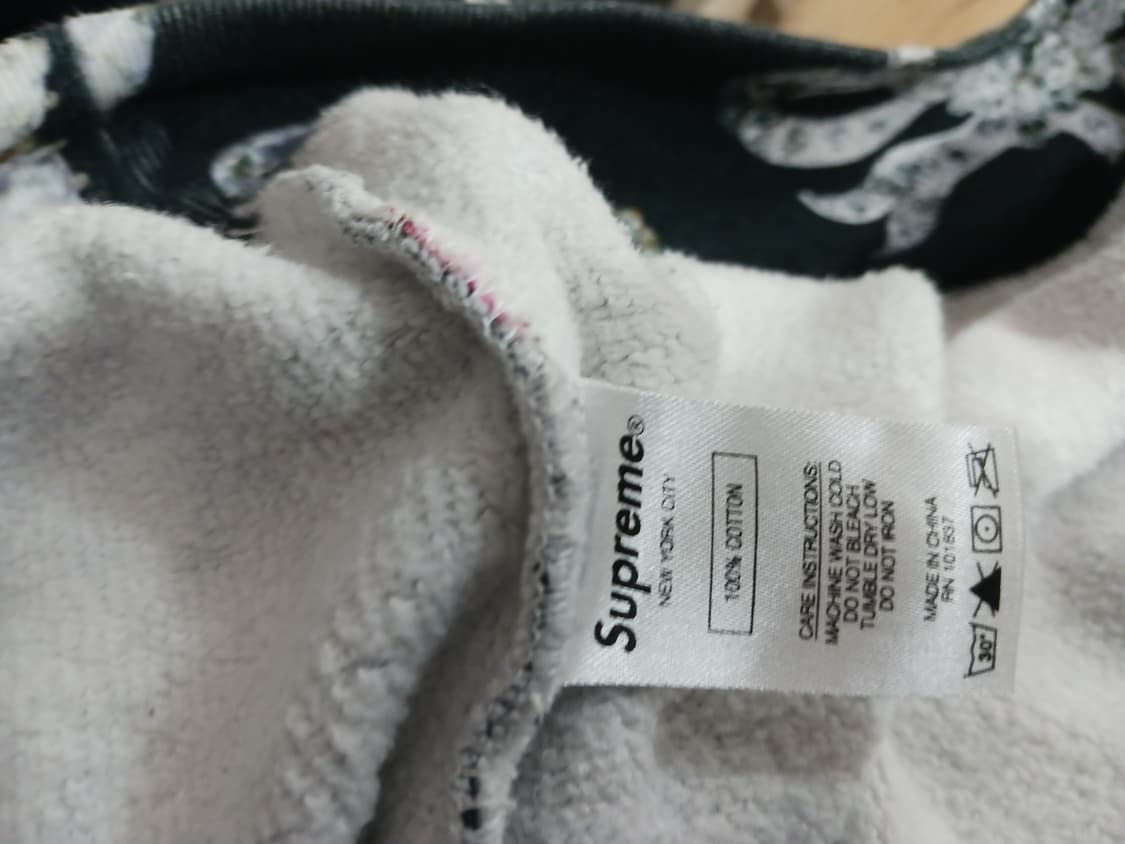 Supreme®
NEW YORK CITY
100% COTTON
CARE INSTRUCTIONS:
MACHINE WASH COLD
DO NOT BLEACH
TUMBLE DRY LOW
DO NOT IRON
MADE IN CHINA
RN 101837
30°